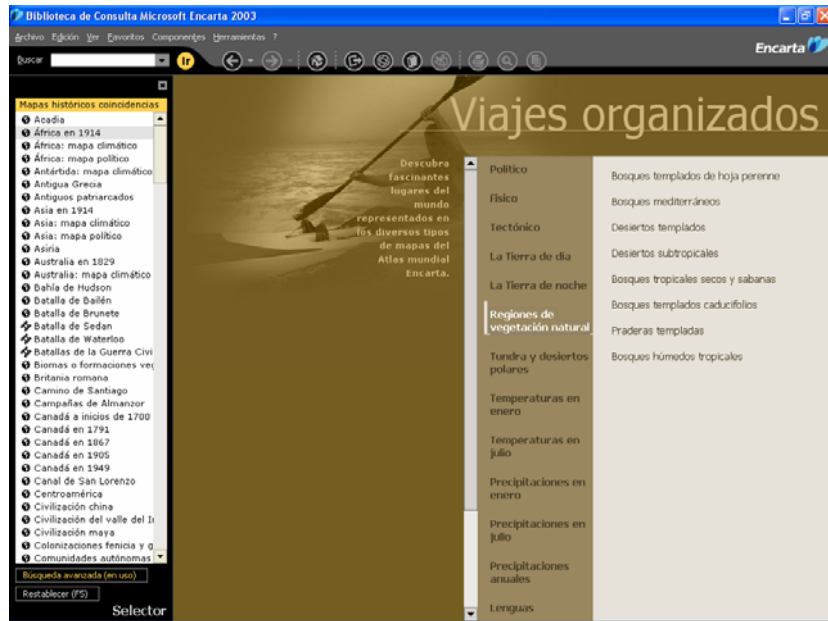 Biblioteca de Consulta Microsoft Encarta 2003
Archivo Edición Ver Favoritos Componentes Herramientas ?
Buscar
Ir
Encarta
Mapas históricos coincidencias
Acadia
África en 1914
África: mapa climático
África: mapa político
Antártida: mapa climático
Antigua Grecia
Antiguos patriarcados
Asia en 1914
Asia: mapa climático
Asia: mapa político
Asiria
Australia en 1829
Australia: mapa climático
Bahía de Hudson
Batalla de Bailén
Batalla de Brunete
Batalla de Sedan
Batalla de Waterloo
Batallas de la Guerra Civi
Biomas o formaciones veg
Britania romana
Camino de Santiago
Campañas de Almanzor
Canadá a inicios de 1700
Canadá en 1791
Canadá en 1867
Canadá en 1905
Canadá en 1949
Canal de San Lorenzo
Centroamérica
Civilización china
Civilización del valle del In
Civilización maya
Colonizaciones fenicia y g
Comunidades autónomas
Búsqueda avanzada (en uso)
Restablecer (F5)
Selector
Viajes organizados
Descubra
fascinantes
lugares del
mundo
representados en
los diversos tipos
de mapas del
Atlas mundial
Encarta.
Político
Físico
Tectónico
La Tierra de día
La Tierra de noche
Regiones de
vegetación natural
Tundra y desiertos
polares
Temperaturas en
enero
Temperaturas en
julio
Precipitaciones en
enero
Precipitaciones en
julio
Precipitaciones
anuales
Lenguas
Bosques templados de hoja perenne
Bosques mediterráneos
Desiertos templados
Desiertos subtropicales
Bosques tropicales secos y sabanas
Bosques templados caducifolios
Praderas templadas
Bosques húmedos tropicales